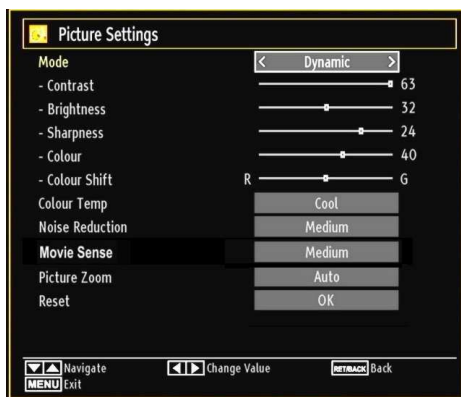 Picture Settings
Mode < Dynamic >
- Contrast 63
- Brightness 32
- Sharpness 24
- Colour 40
- Colour Shift R G
Colour Temp Cool
Noise Reduction Medium
Movie Sense Medium
Picture Zoom Auto
Reset OK
Navigate Change Value RET/BACK Back
MENU Exit